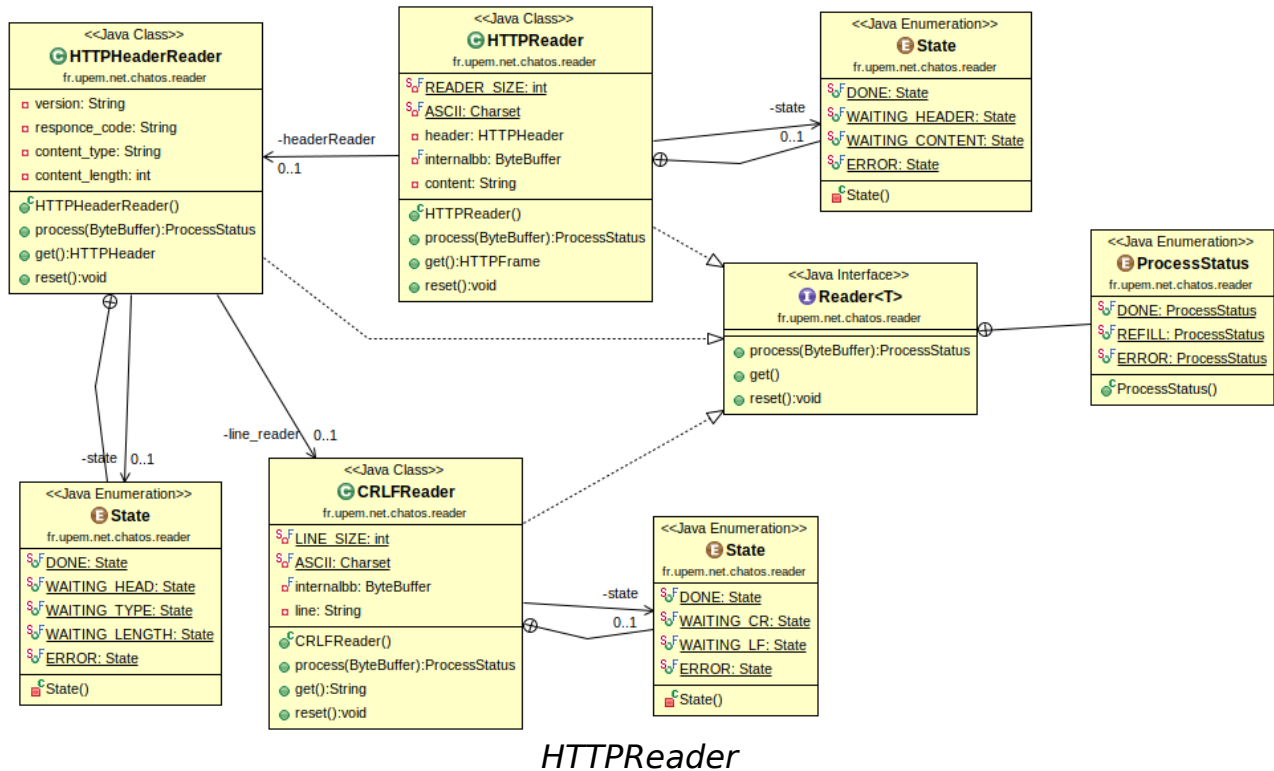 <<Java Class>>
HTTPHeaderReader
fr.upem.net.chatos.reader
version: String
responce_code: String
content_type: String
content_length: int
HTTPHeaderReader()
process(ByteBuffer):ProcessStatus
get():HTTPHeader
reset():void
<<Java Class>>
HTTPReader
fr.upem.net.chatos.reader
READER_SIZE: int
ASCII: Charset
header: HTTPHeader
internalbb: ByteBuffer
content: String
HTTPReader()
process(ByteBuffer):ProcessStatus
get():HTTPFrame
reset():void
<<Java Enumeration>>
State
fr.upem.net.chatos.reader
DONE: State
WAITING_HEADER: State
WAITING_CONTENT: State
ERROR: State
State()
-headerReader
0..1
-state
0..1
<<Java Interface>>
Reader<T>
fr.upem.net.chatos.reader
process(ByteBuffer):ProcessStatus
get()
reset():void
<<Java Enumeration>>
ProcessStatus
fr.upem.net.chatos.reader
DONE: ProcessStatus
REFILL: ProcessStatus
ERROR: ProcessStatus
ProcessStatus()
-state 0..1
-line_reader 0..1
<<Java Enumeration>>
State
fr.upem.net.chatos.reader
DONE: State
WAITING_HEAD: State
WAITING_TYPE: State
WAITING_LENGTH: State
ERROR: State
State()
<<Java Class>>
CRLFReader
fr.upem.net.chatos.reader
LINE_SIZE: int
ASCII: Charset
internalbb: ByteBuffer
line: String
CRLFReader()
process(ByteBuffer):ProcessStatus
get():String
reset():void
-state
0..1
<<Java Enumeration>>
State
fr.upem.net.chatos.reader
DONE: State
WAITING_CR: State
WAITING_LF: State
ERROR: State
State()
HTTPReader